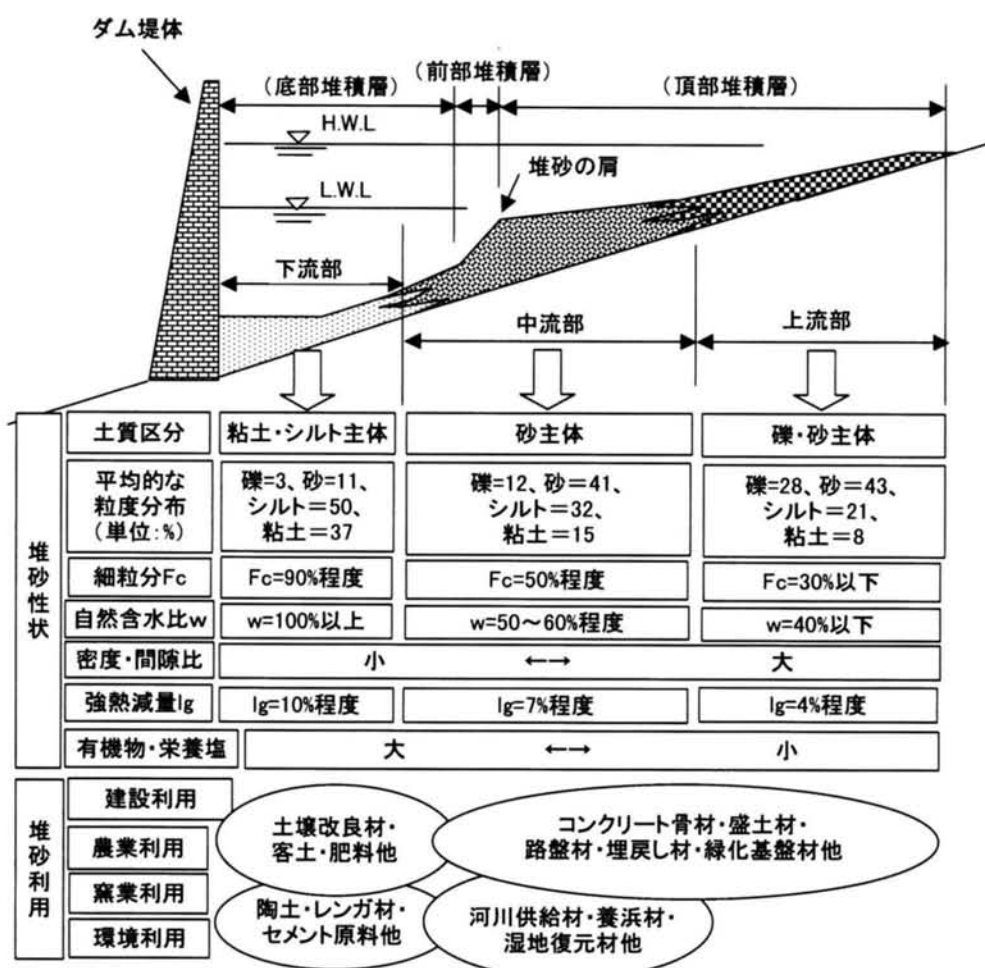 ダム堤体
(底部堆積層)
(前部堆積層)
(頂部堆積層)
H.W.L
堆砂の肩
L.W.L
下流部
中流部
上流部
堆砂性状
土質区分
粘土・シルト主体
砂主体
礫・砂主体
平均的な
粒度分布
(単位:%)
礫=3、砂=11、
シルト=50、
粘土=37
礫=12、砂=41、
シルト=32、
粘土=15
礫=28、砂=43、
シルト=21、
粘土=8
細粒分Fc
Fc=90%程度
Fc=50%程度
Fc=30%以下
自然含水比w
w=100%以上
w=50～60%程度
w=40%以下
密度・間隙比
小 ←→ 大
強熱減量Ig
Ig=10%程度
Ig=7%程度
Ig=4%程度
有機物・栄養塩
大 ←→ 小
堆砂利用
建設利用
農業利用
窯業利用
環境利用
土壌改良材・
客土・肥料他
コンクリート骨材・盛土材・
路盤材・埋戻し材・緑化基盤材他
陶土・レンガ材・
セメント原料他
河川供給材・養浜材・
湿地復元材他